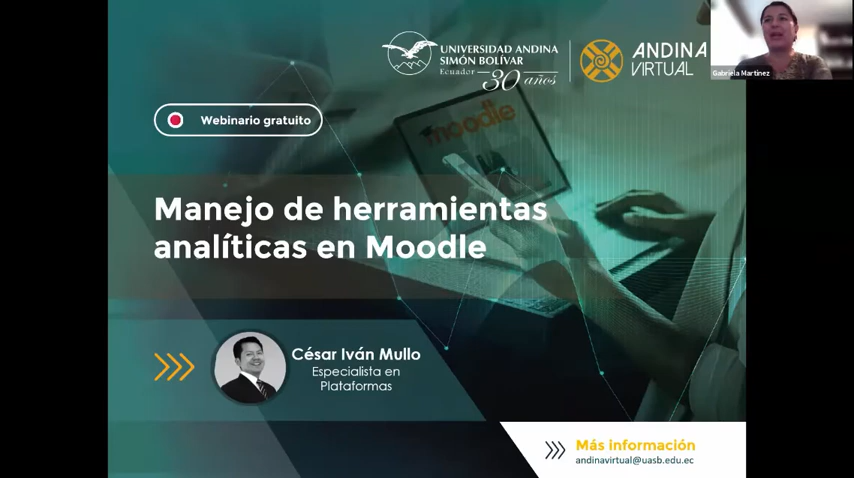 UNIVERSIDAD ANDINA
SIMÓN BOLÍVAR
Ecuador
30 años
ANDINA
VIRTUAL
Gabriela Martinez
Webinario gratuito
moodle
Manejo de herramientas
analíticas en Moodle
César Iván Mullo
Especialista en
Plataformas
Más información
andinavirtual@uasb.edu.ec